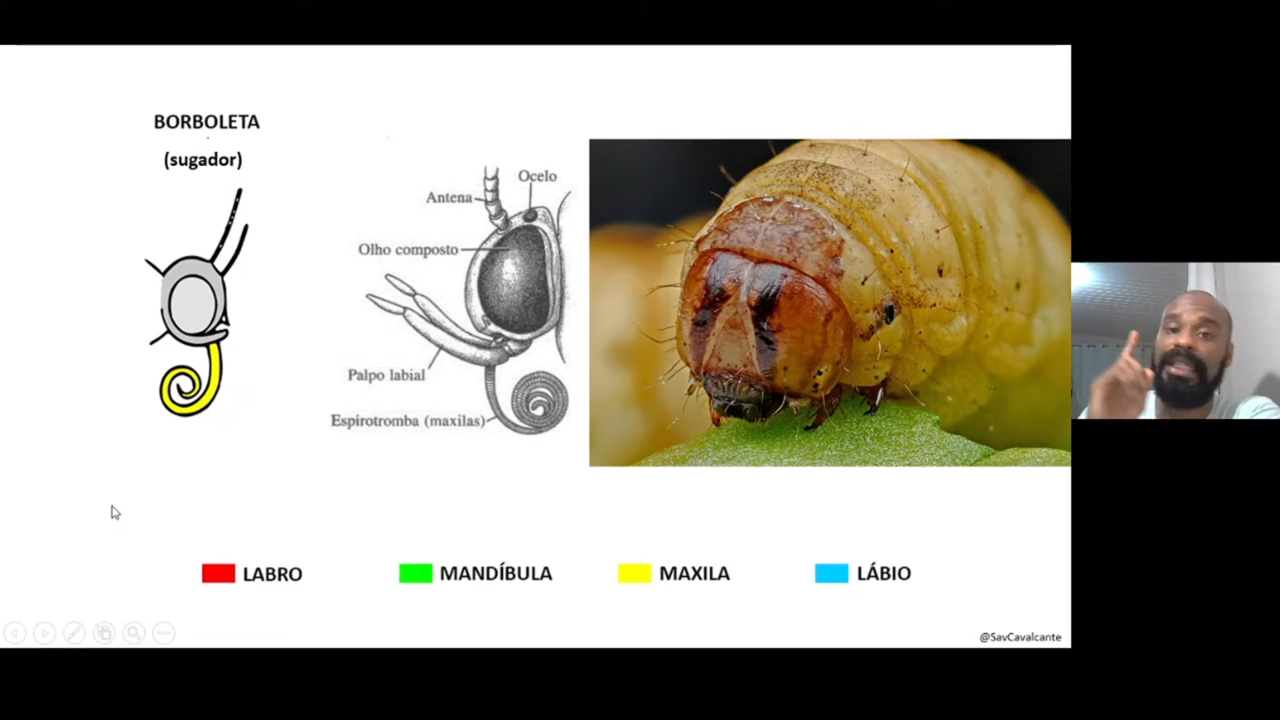 BORBOLETA
(sugador)
Ocelo
Antena
Olho composto
Palpo labial
Espirotromba (maxilas)
LABRO
MANDÍBULA
MAXILA
LÁBIO
@SavCavalcante